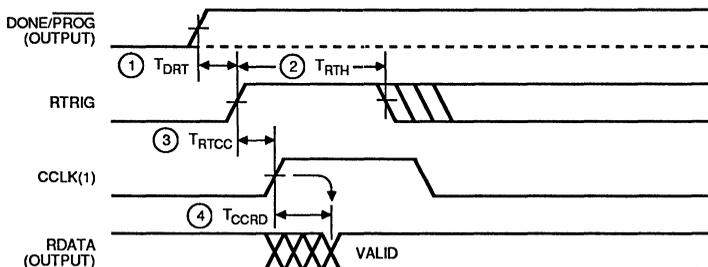 DONE/PROG
(OUTPUT)
1 TDRT
2 TRTH
RTRIG
3 TRTCC
CCLK(1)
4 TCCRD
RDATA
(OUTPUT)
VALID